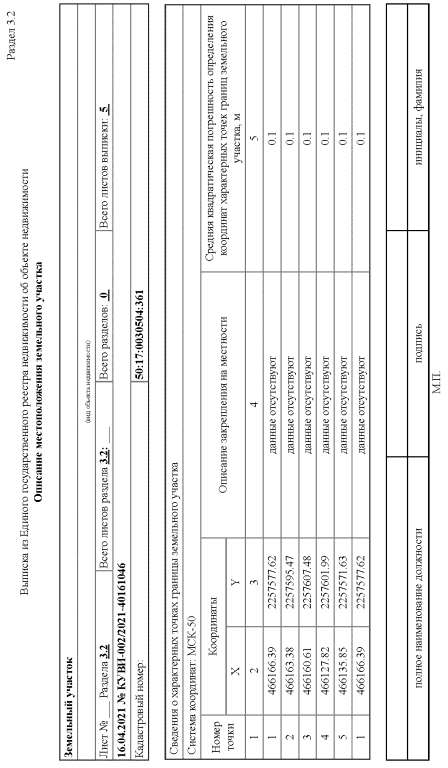 Раздел 3.2
Выписка из Единого государственного реестра недвижимости об объекте недвижимости
Описание местоположения земельного участка
Земельный участок
(вид объекта недвижимости)
Лист № ___ Раздела 3.2 Всего листов раздела 3.2: ___ Всего разделов: 0 Всего листов выписки: 5
16.04.2021 № КУВИ-002/2021-40161046
Кадастровый номер: 50:17:0030504:361
Сведения о характерных точках границы земельного участка
Система координат: МСК-50
Номер точки Координаты Описание закрепления на местности Средняя квадратическая погрешность определения координат характерных точек границ земельного участка, м
X Y
1 2 3 4 5
1 466166.39 2257577.62 данные отсутствуют 0.1
2 466163.38 2257595.47 данные отсутствуют 0.1
3 466160.61 2257607.48 данные отсутствуют 0.1
4 466127.82 2257601.99 данные отсутствуют 0.1
5 466135.85 2257571.63 данные отсутствуют 0.1
1 466166.39 2257577.62 данные отсутствуют 0.1
полное наименование должности подпись инициалы, фамилия
М.П.